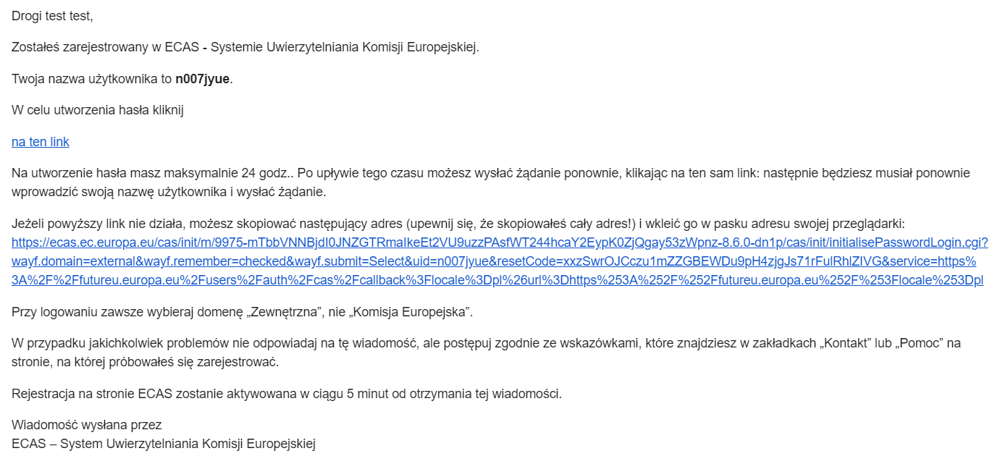 Drogi test test,
Zostałeś zarejestrowany w ECAS - Systemie Uwierzytelniania Komisji Europejskiej.
Twoja nazwa użytkownika to n007jyue.
W celu utworzenia hasła kliknij
na ten link
Na utworzenie hasła masz maksymalnie 24 godz.. Po upływie tego czasu możesz wysłać żądanie ponownie, klikając na ten sam link: następnie będziesz musiał ponownie
wprowadzić swoją nazwę użytkownika i wysłać żądanie.
Jeżeli powyższy link nie działa, możesz skopiować następujący adres (upewnij się, że skopiowałeś cały adres!) i wkleić go w pasku adresu swojej przeglądarki:
https://ecas.ec.europa.eu/cas/init/m/9975-mTbbVNNBjdI0JNZGTRmaIkeEt2VU9uzzPAsfWT244hcaY2EypK0ZjQgay53zWpnz-8.6.0-dn1p/cas/init/initialisePasswordLogin.cgi?
wayf.domain=external&wayf.remember=checked&wayf.submit=Select&uid=n007jyue&resetCode=xxzSwrOJCczu1mZZGBEWDu9pH4zjgJs71rFulRhlZIVG&service=https%
3A%2F%2Ffutureu.europa.eu%2Fusers%2Fauth%2Fcas%2Fcallback%3Flocale%3Dpl%26url%3Dhttps%253A%252F%252Ffutureu.europa.eu%252F%253Flocale%253Dpl
Przy logowaniu zawsze wybieraj domenę „Zewnętrzna”, nie „Komisja Europejska”.
W przypadku jakichkolwiek problemów nie odpowiadaj na tę wiadomość, ale postępuj zgodnie ze wskazówkami, które znajdziesz w zakładkach „Kontakt” lub „Pomoc” na
stronie, na której próbowałeś się zarejestrować.
Rejestracja na stronie ECAS zostanie aktywowana w ciągu 5 minut od otrzymania tej wiadomości.
Wiadomość wysłana przez
ECAS – System Uwierzytelniania Komisji Europejskiej